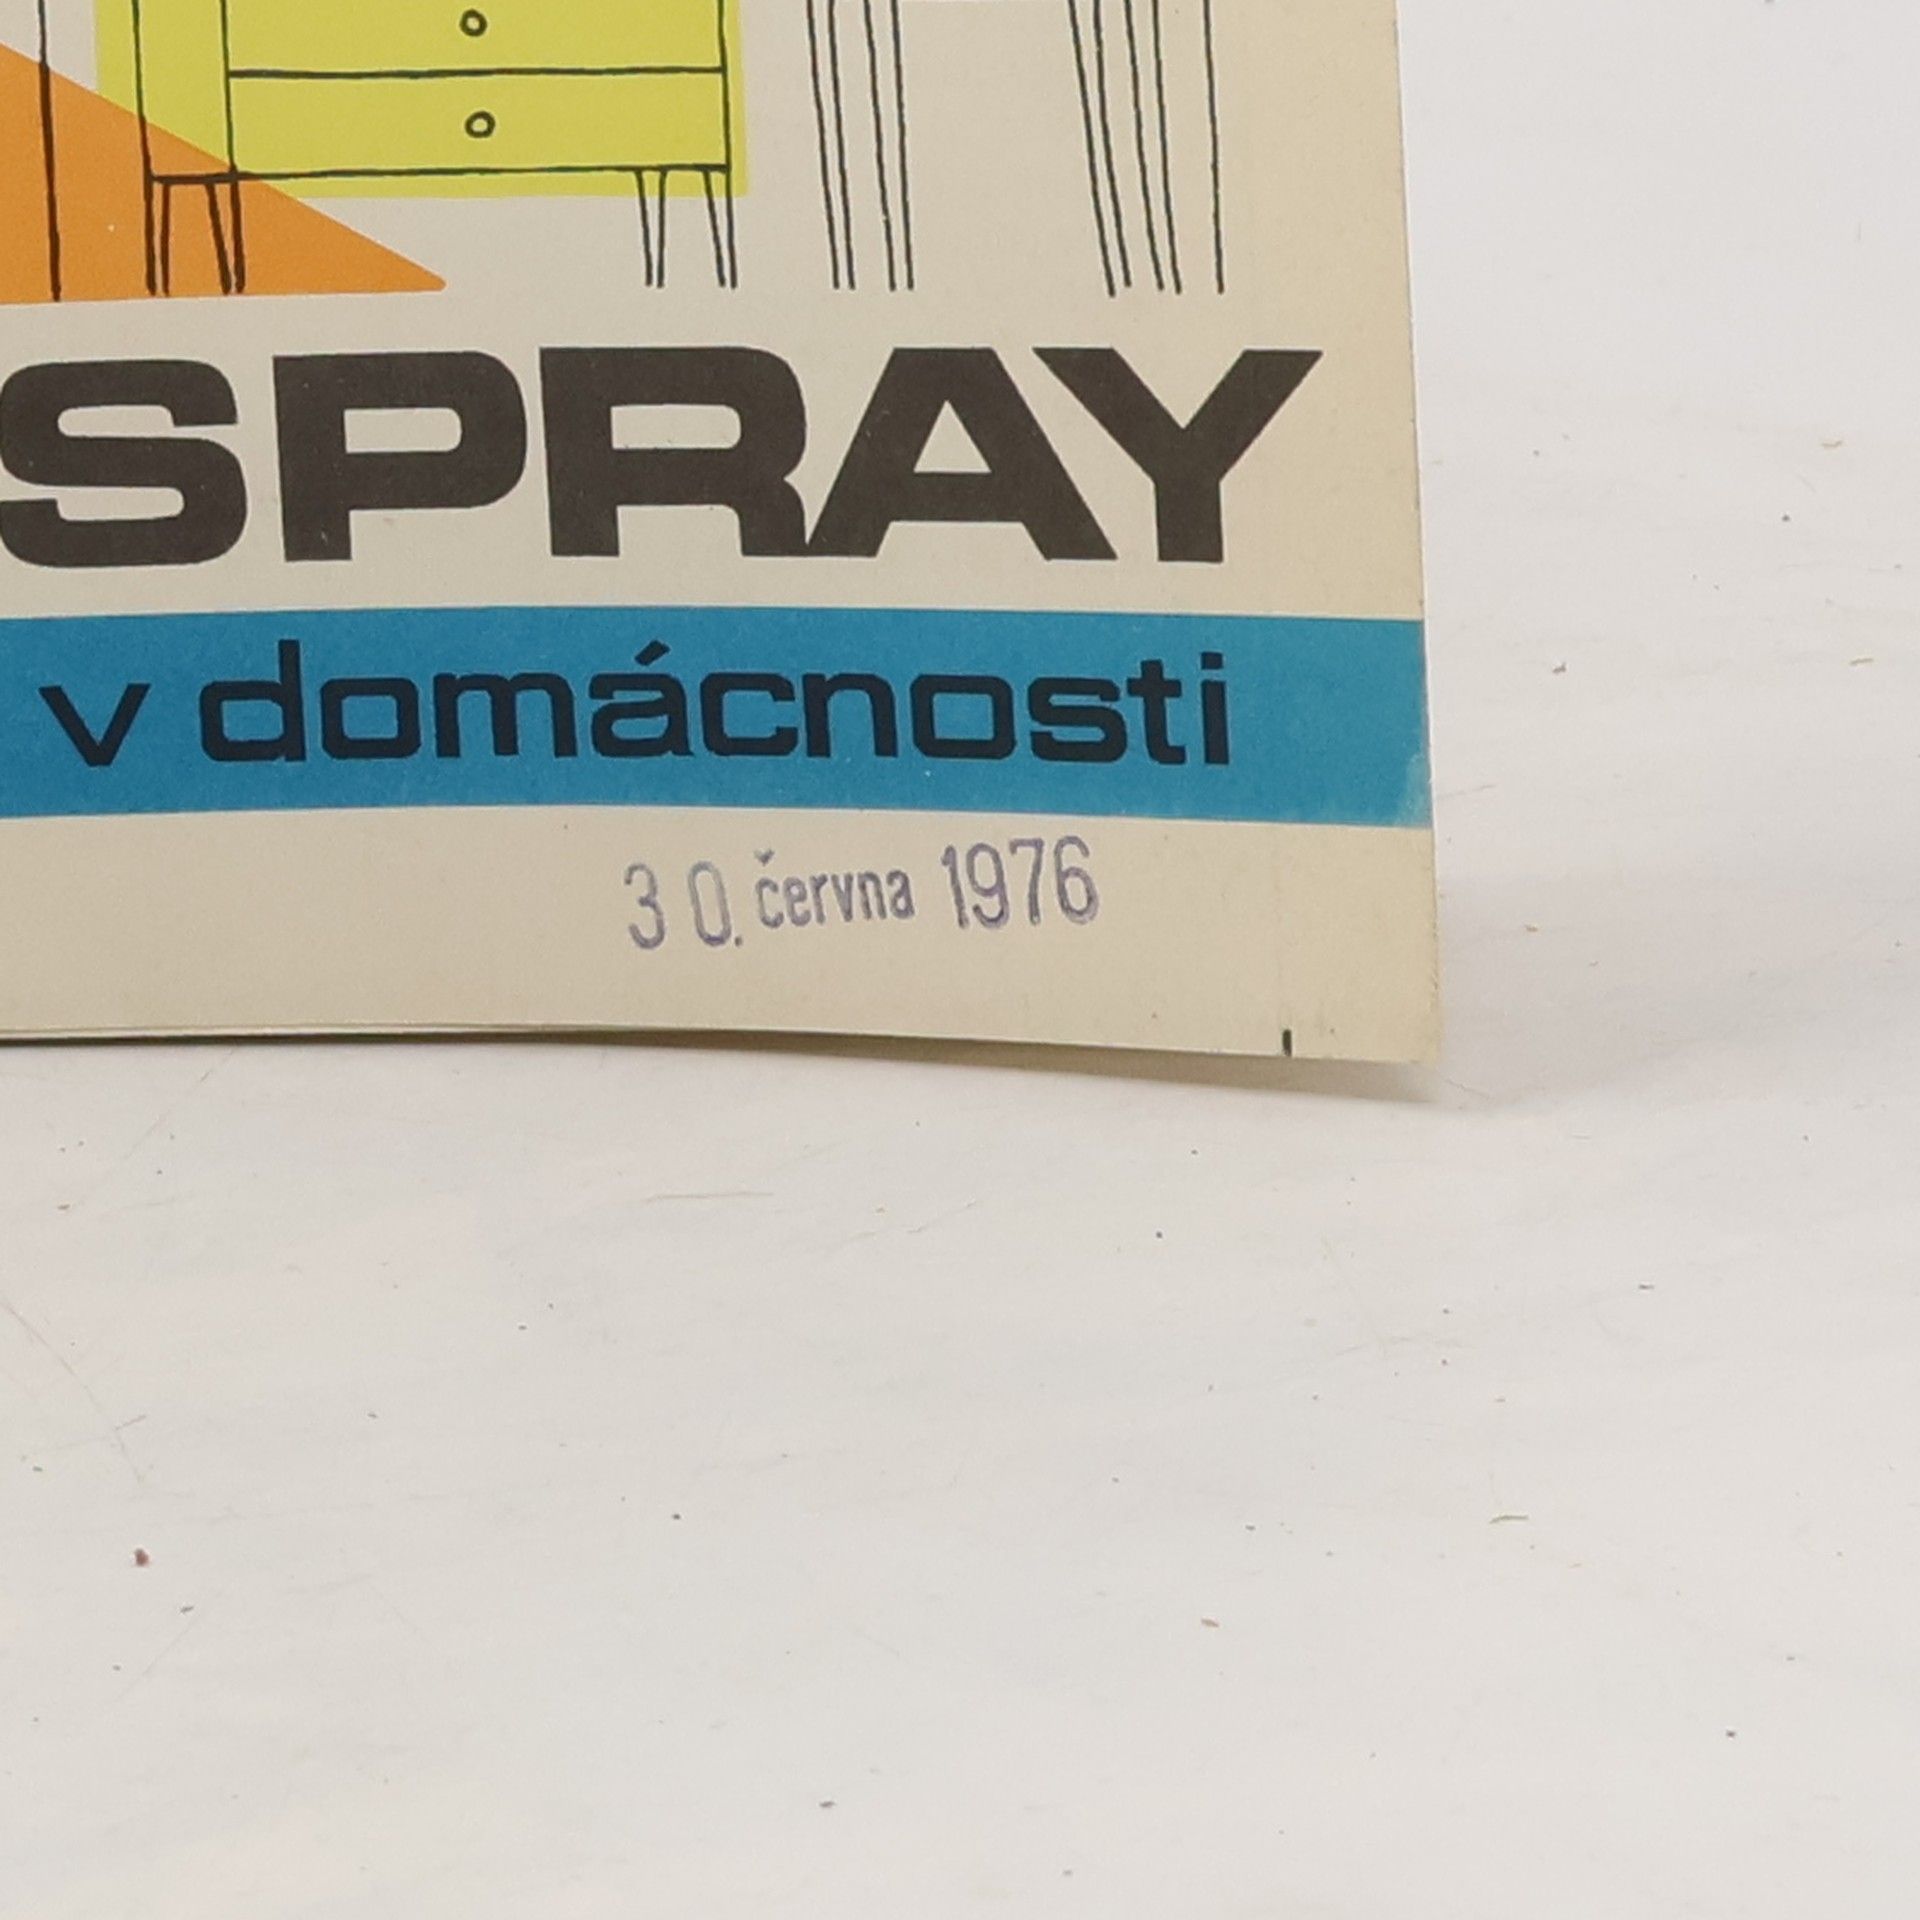 SPRAY
v domácnosti
30. června 1976